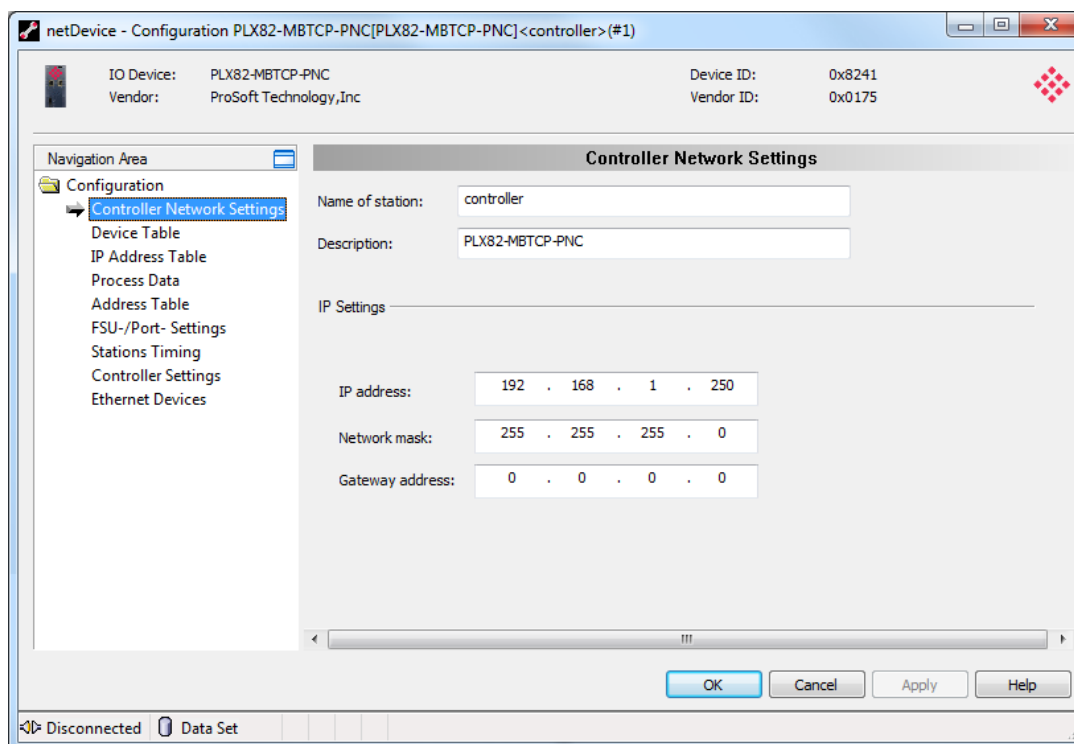 netDevice - Configuration PLX82-MBTCP-PNC[PLX82-MBTCP-PNC]<controller>(#1)
IO Device: PLX82-MBTCP-PNC Device ID: 0x8241
Vendor: ProSoft Technology,Inc Vendor ID: 0x0175
Navigation Area
Configuration
Controller Network Settings
Device Table
IP Address Table
Process Data
Address Table
FSU-/Port- Settings
Stations Timing
Controller Settings
Ethernet Devices
Controller Network Settings
Name of station: controller
Description: PLX82-MBTCP-PNC
IP Settings
IP address: 192 . 168 . 1 . 250
Network mask: 255 . 255 . 255 . 0
Gateway address: 0 . 0 . 0 . 0
OK Cancel Apply Help
Disconnected Data Set